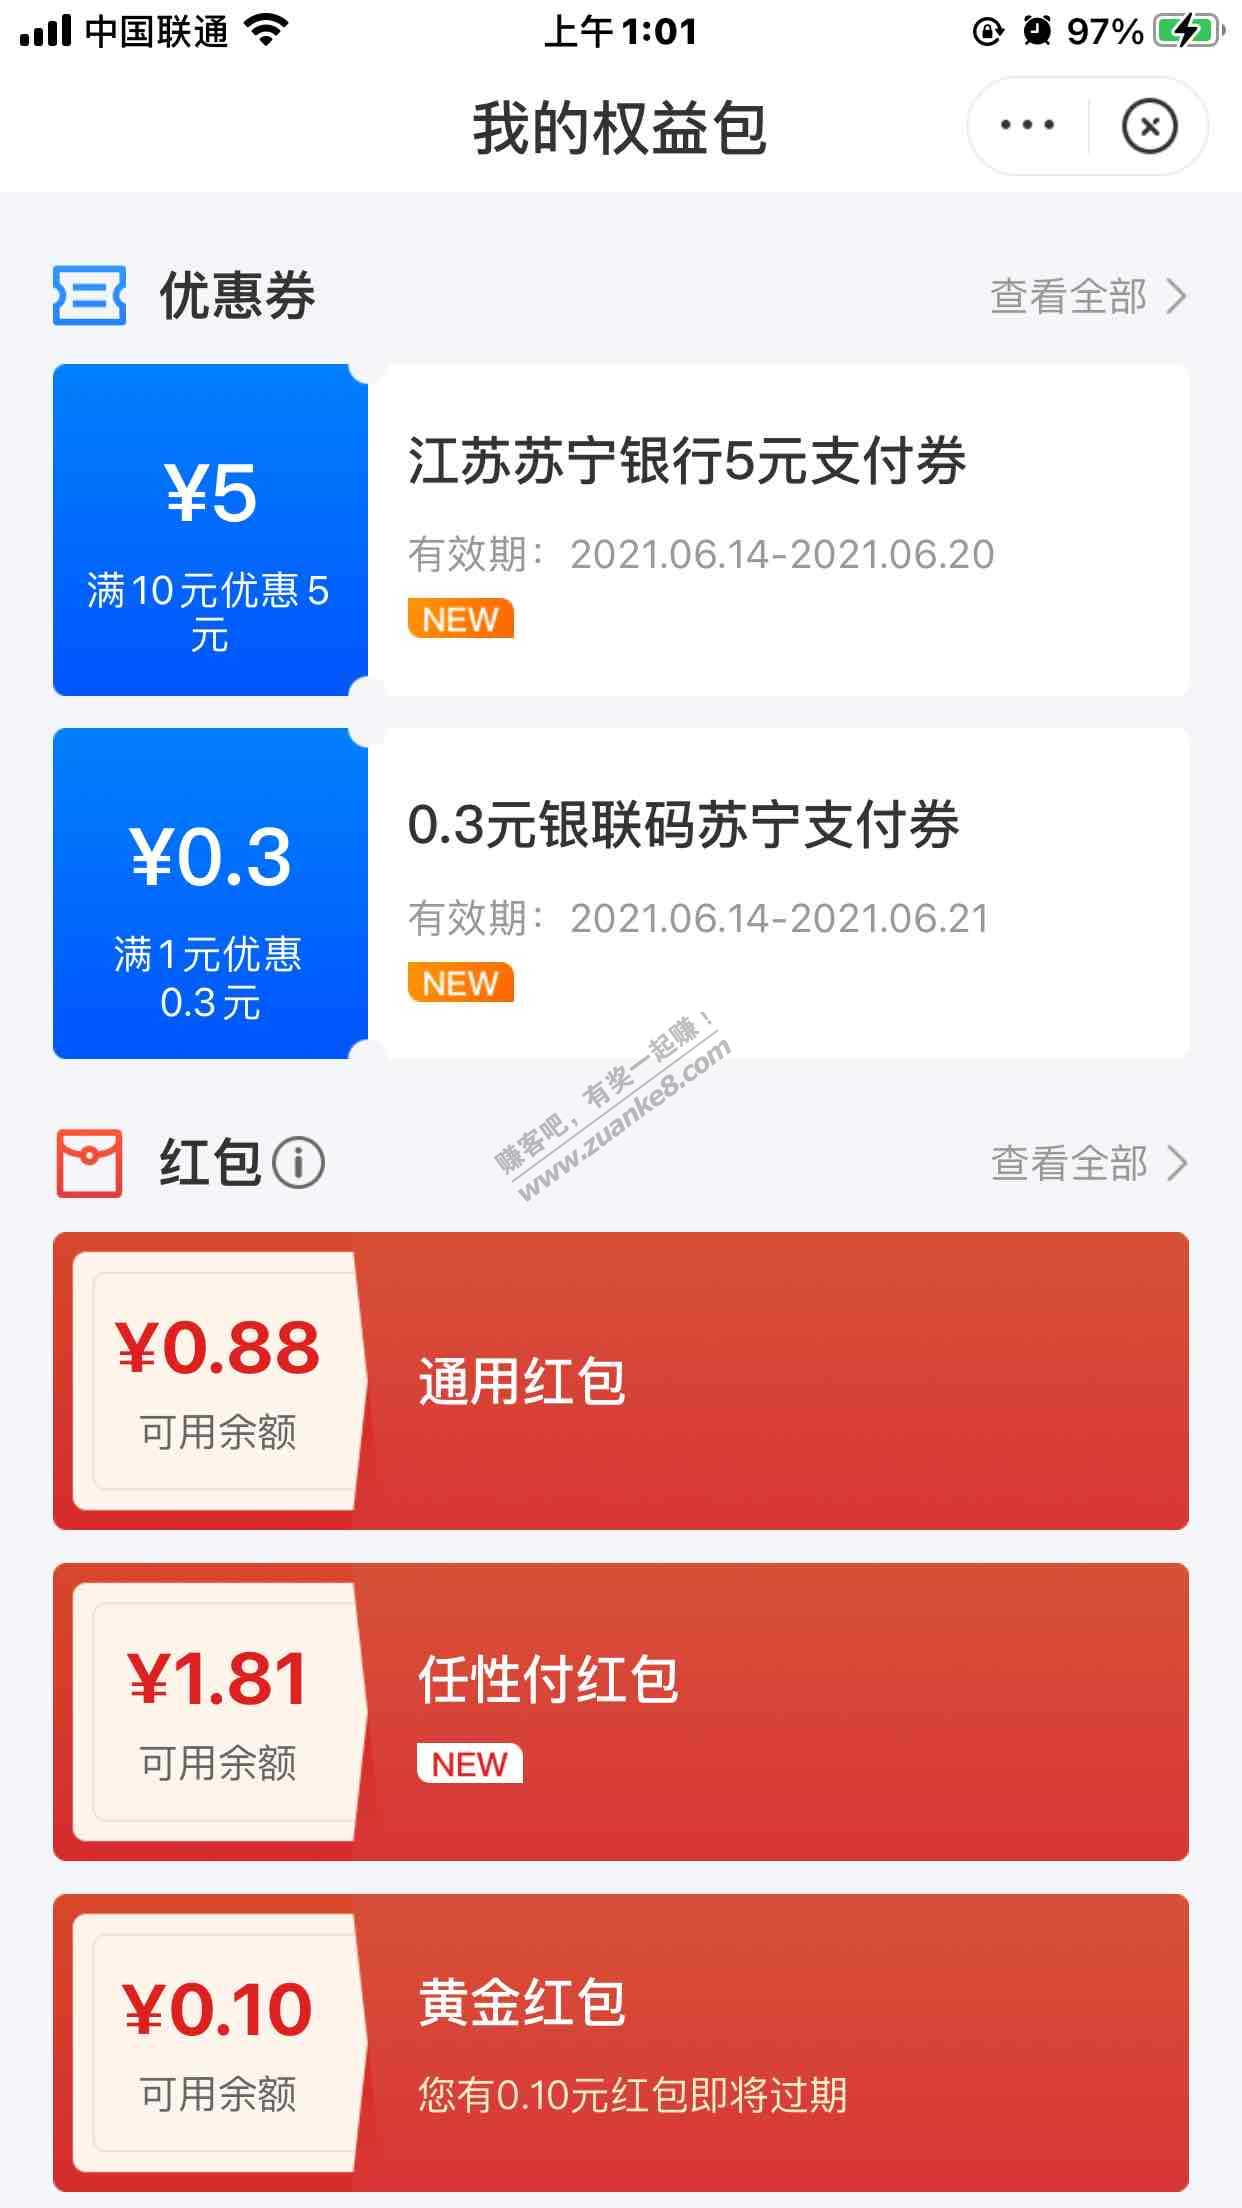 中国联通
上午1:01
97%
我的权益包
优惠券
查看全部
¥5
满10元优惠5
元
江苏苏宁银行5元支付券
有效期：2021.06.14-2021.06.20
NEW
¥0.3
满1元优惠
0.3元
0.3元银联码苏宁支付券
有效期：2021.06.14-2021.06.21
NEW
赚客吧，有奖一起赚！
www.zuanke8.com
红包
查看全部
¥0.88
可用余额
通用红包
¥1.81
可用余额
任性付红包
NEW
¥0.10
可用余额
黄金红包
您有0.10元红包即将过期